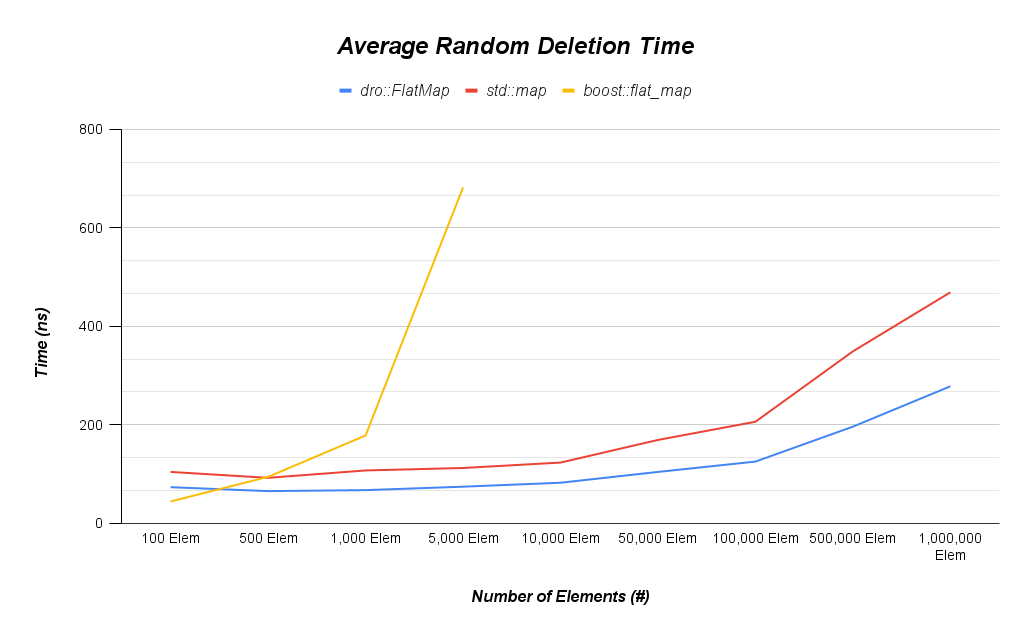 Average Random Deletion Time
dro::FlatMap std::map boost::flat_map
800
600
400
200
0
Time (ns)
100 Elem 500 Elem 1,000 Elem 5,000 Elem 10,000 Elem 50,000 Elem 100,000 Elem 500,000 Elem 1,000,000
Elem
Number of Elements (#)